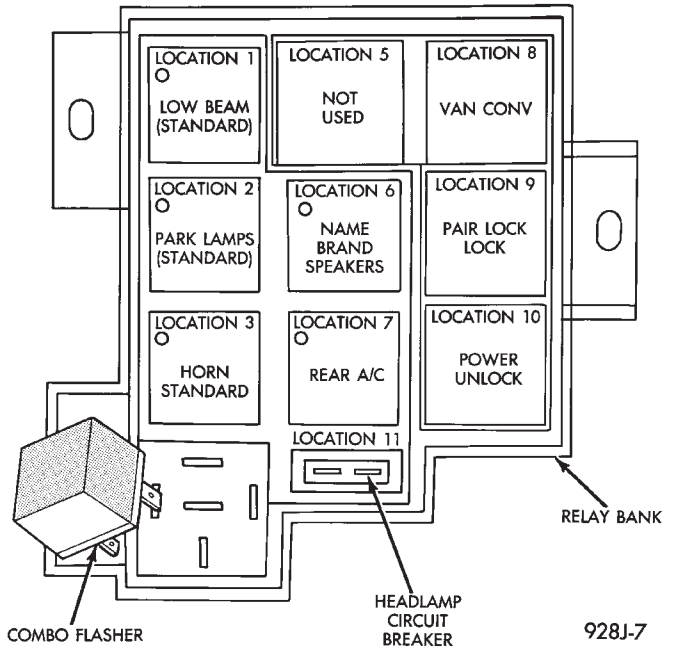 LOCATION 1
LOW BEAM
(STANDARD)
LOCATION 5
NOT
USED
LOCATION 8
VAN CONV
LOCATION 2
PARK LAMPS
(STANDARD)
LOCATION 6
NAME
BRAND
SPEAKERS
LOCATION 9
PAIR LOCK
LOCK
LOCATION 3
HORN
STANDARD
LOCATION 7
REAR A/C
LOCATION 10
POWER
UNLOCK
LOCATION 11
RELAY BANK
HEADLAMP
CIRCUIT
BREAKER
COMBO FLASHER
928J-7